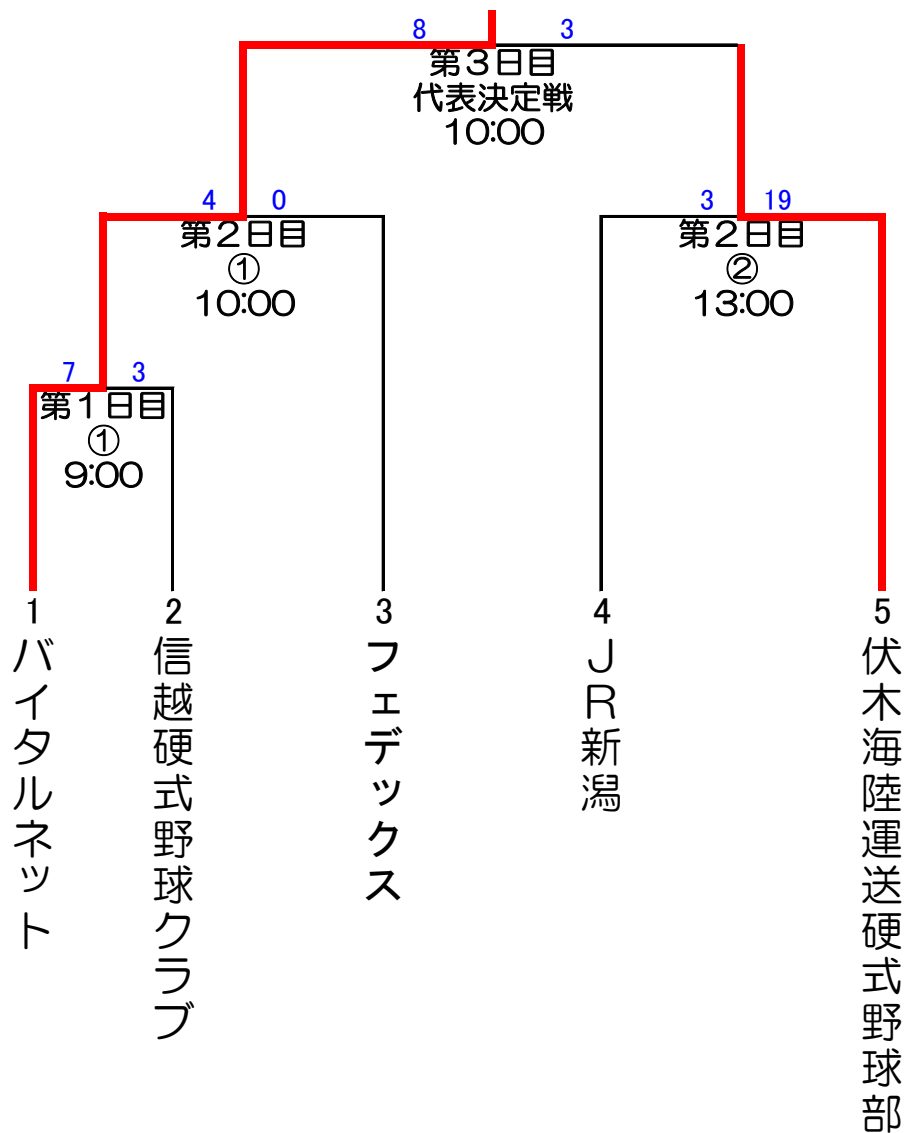 8 3
第3日目
代表決定戦
10:00
4 0
第2日目
①
10:00
3 19
第2日目
②
13:00
7 3
第1日目
①
9:00
1
バイタルネット
2
信越硬式野球クラブ
3
フェデックス
4
JR新潟
5
伏木海陸運送硬式野球部